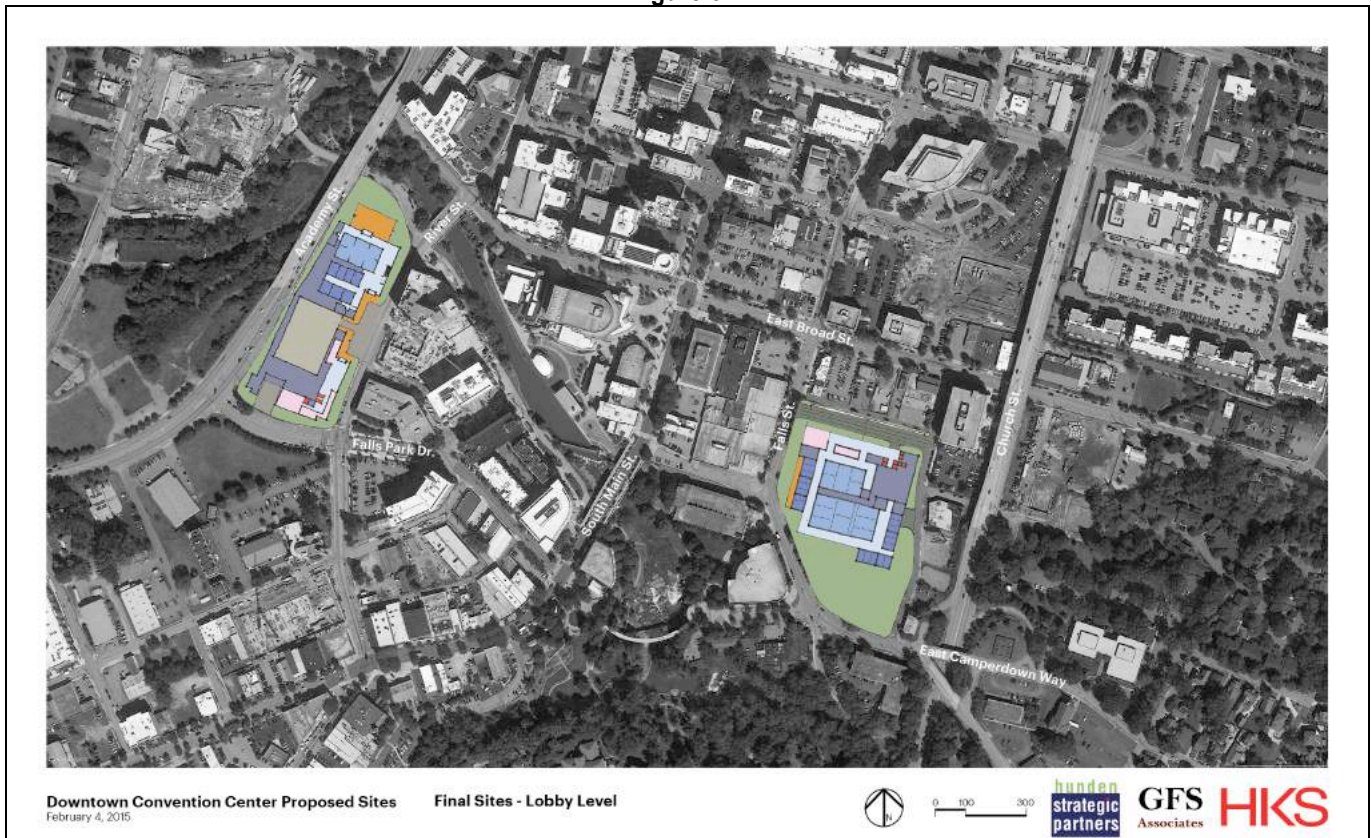 Academy St.
River St.
East Broad St.
Falls St.
Church St.
Falls Park Dr.
South Main St.
East Camperdown Way
Downtown Convention Center Proposed Sites
Final Sites - Lobby Level
February 4, 2015
N
0 100 300
hunden
strategic
partners
GFS
Associates
HKS